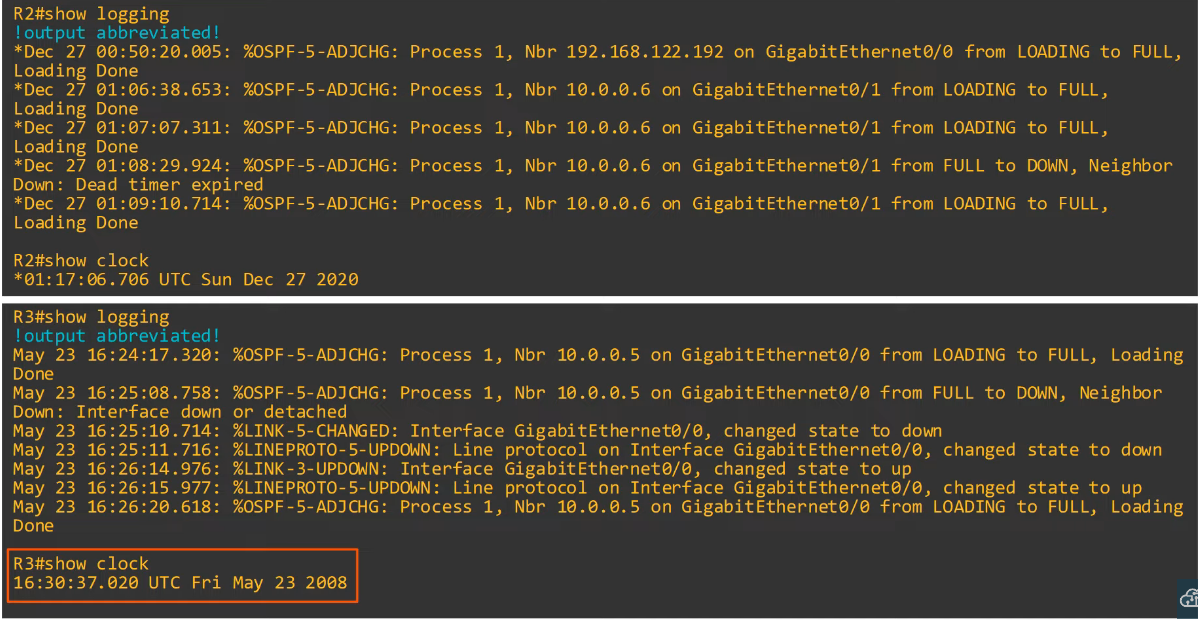 R2#show logging
!output abbreviated!
*Dec 27 00:50:20.005: %OSPF-5-ADJCHG: Process 1, Nbr 192.168.122.192 on GigabitEthernet0/0 from LOADING to FULL,
Loading Done
*Dec 27 01:06:38.653: %OSPF-5-ADJCHG: Process 1, Nbr 10.0.0.6 on GigabitEthernet0/1 from LOADING to FULL,
Loading Done
*Dec 27 01:07:07.311: %OSPF-5-ADJCHG: Process 1, Nbr 10.0.0.6 on GigabitEthernet0/1 from LOADING to FULL,
Loading Done
*Dec 27 01:08:29.924: %OSPF-5-ADJCHG: Process 1, Nbr 10.0.0.6 on GigabitEthernet0/1 from FULL to DOWN, Neighbor
Down: Dead timer expired
*Dec 27 01:09:10.714: %OSPF-5-ADJCHG: Process 1, Nbr 10.0.0.6 on GigabitEthernet0/1 from LOADING to FULL,
Loading Done
R2#show clock
*01:17:06.706 UTC Sun Dec 27 2020
R3#show logging
!output abbreviated!
May 23 16:24:17.320: %OSPF-5-ADJCHG: Process 1, Nbr 10.0.0.5 on GigabitEthernet0/0 from LOADING to FULL, Loading
Done
May 23 16:25:08.758: %OSPF-5-ADJCHG: Process 1, Nbr 10.0.0.5 on GigabitEthernet0/0 from FULL to DOWN, Neighbor
Down: Interface down or detached
May 23 16:25:10.714: %LINK-5-CHANGED: Interface GigabitEthernet0/0, changed state to down
May 23 16:25:11.716: %LINEPROTO-5-UPDOWN: Line protocol on Interface GigabitEthernet0/0, changed state to down
May 23 16:26:14.976: %LINK-3-UPDOWN: Interface GigabitEthernet0/0, changed state to up
May 23 16:26:15.977: %LINEPROTO-5-UPDOWN: Line protocol on Interface GigabitEthernet0/0, changed state to up
May 23 16:26:20.618: %OSPF-5-ADJCHG: Process 1, Nbr 10.0.0.5 on GigabitEthernet0/0 from LOADING to FULL, Loading
Done
R3#show clock
16:30:37.020 UTC Fri May 23 2008